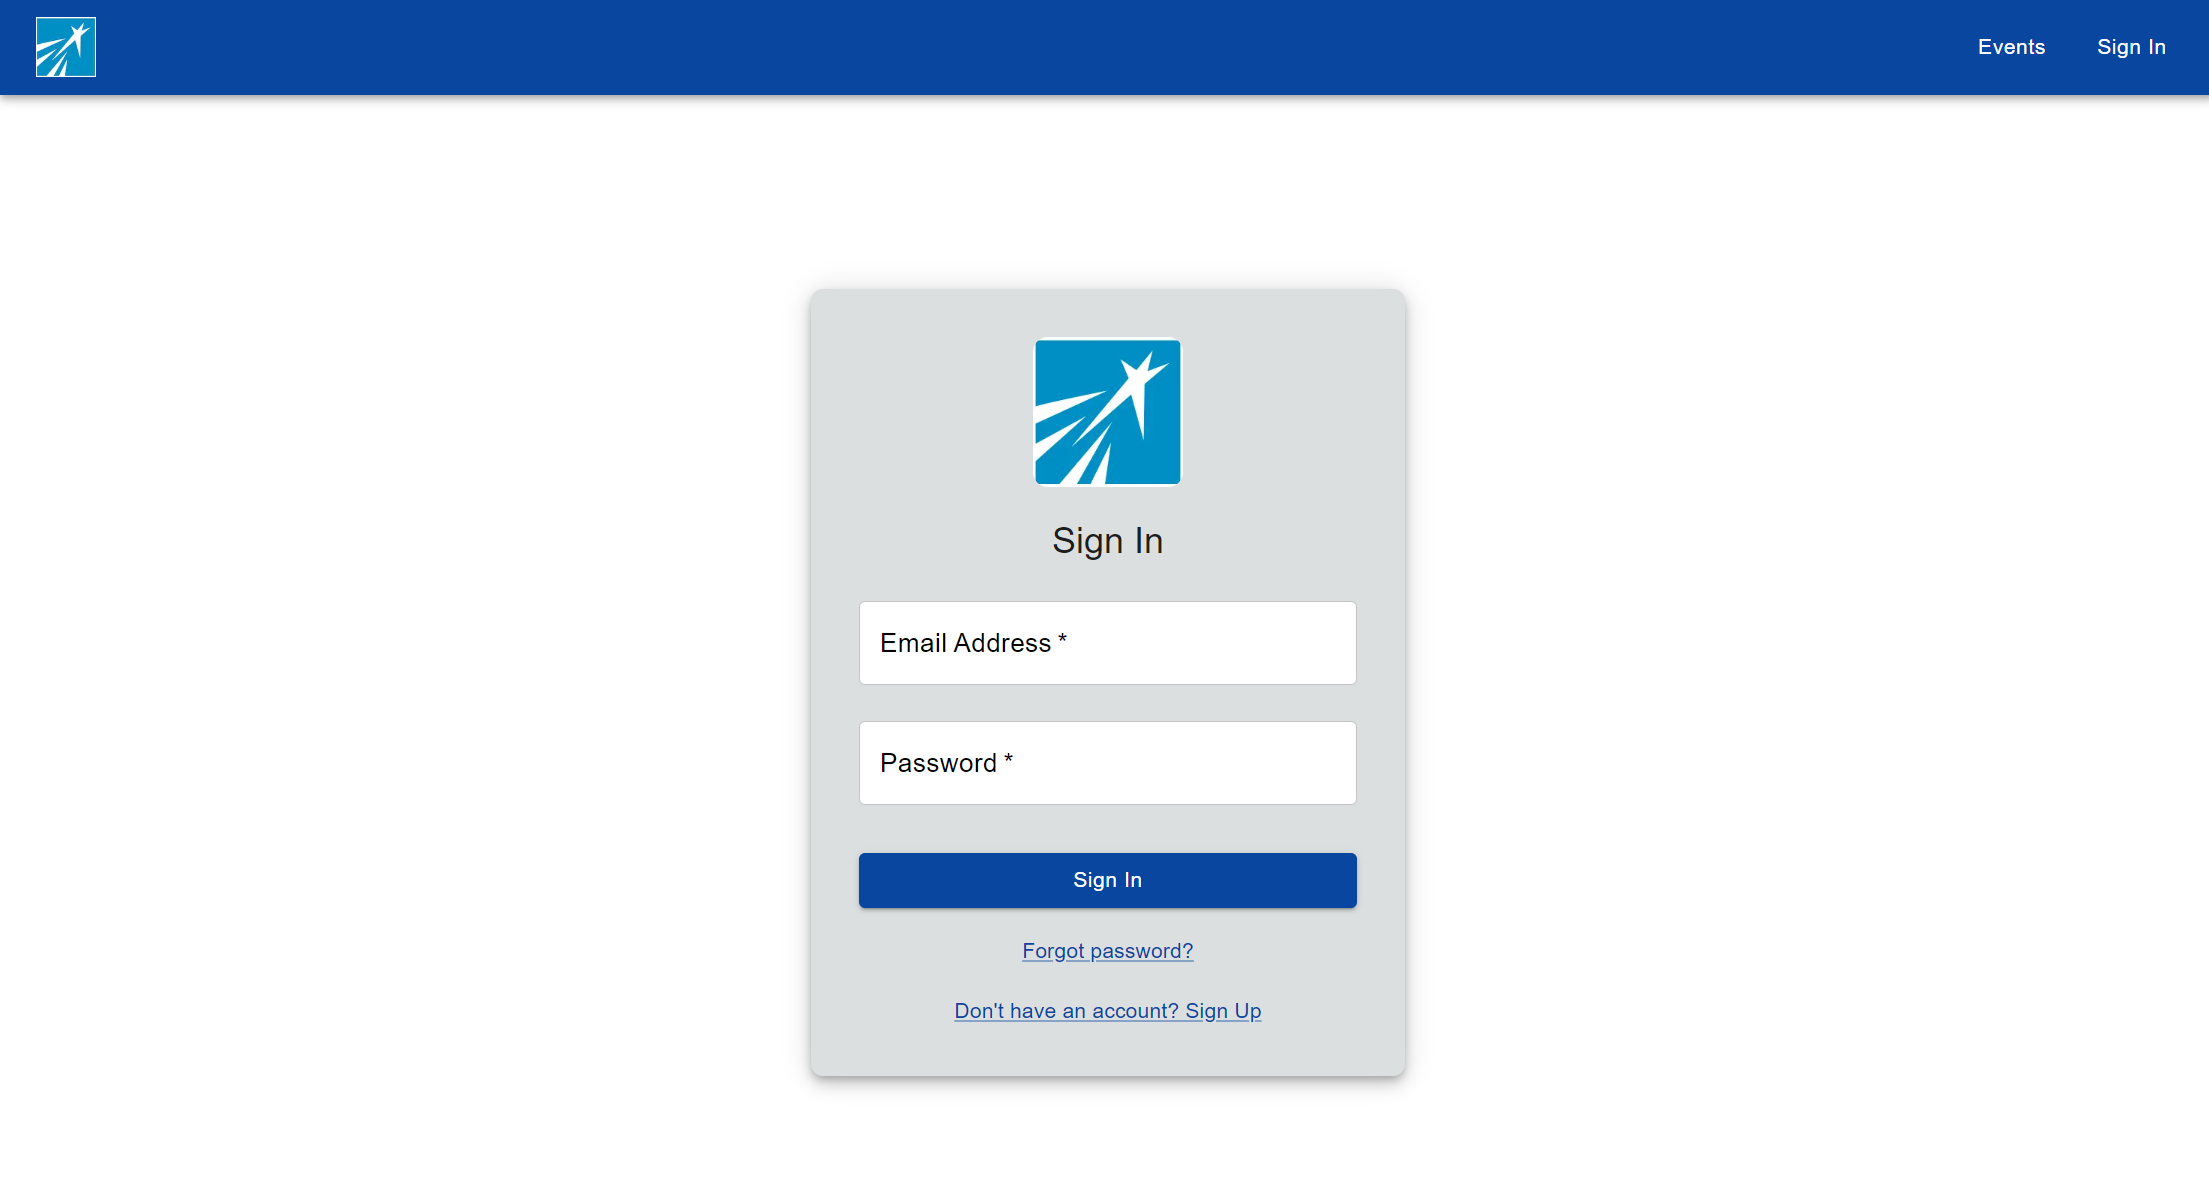 Events
Sign In
Sign In
Email Address *
Password *
Sign In
Forgot password?
Don't have an account? Sign Up